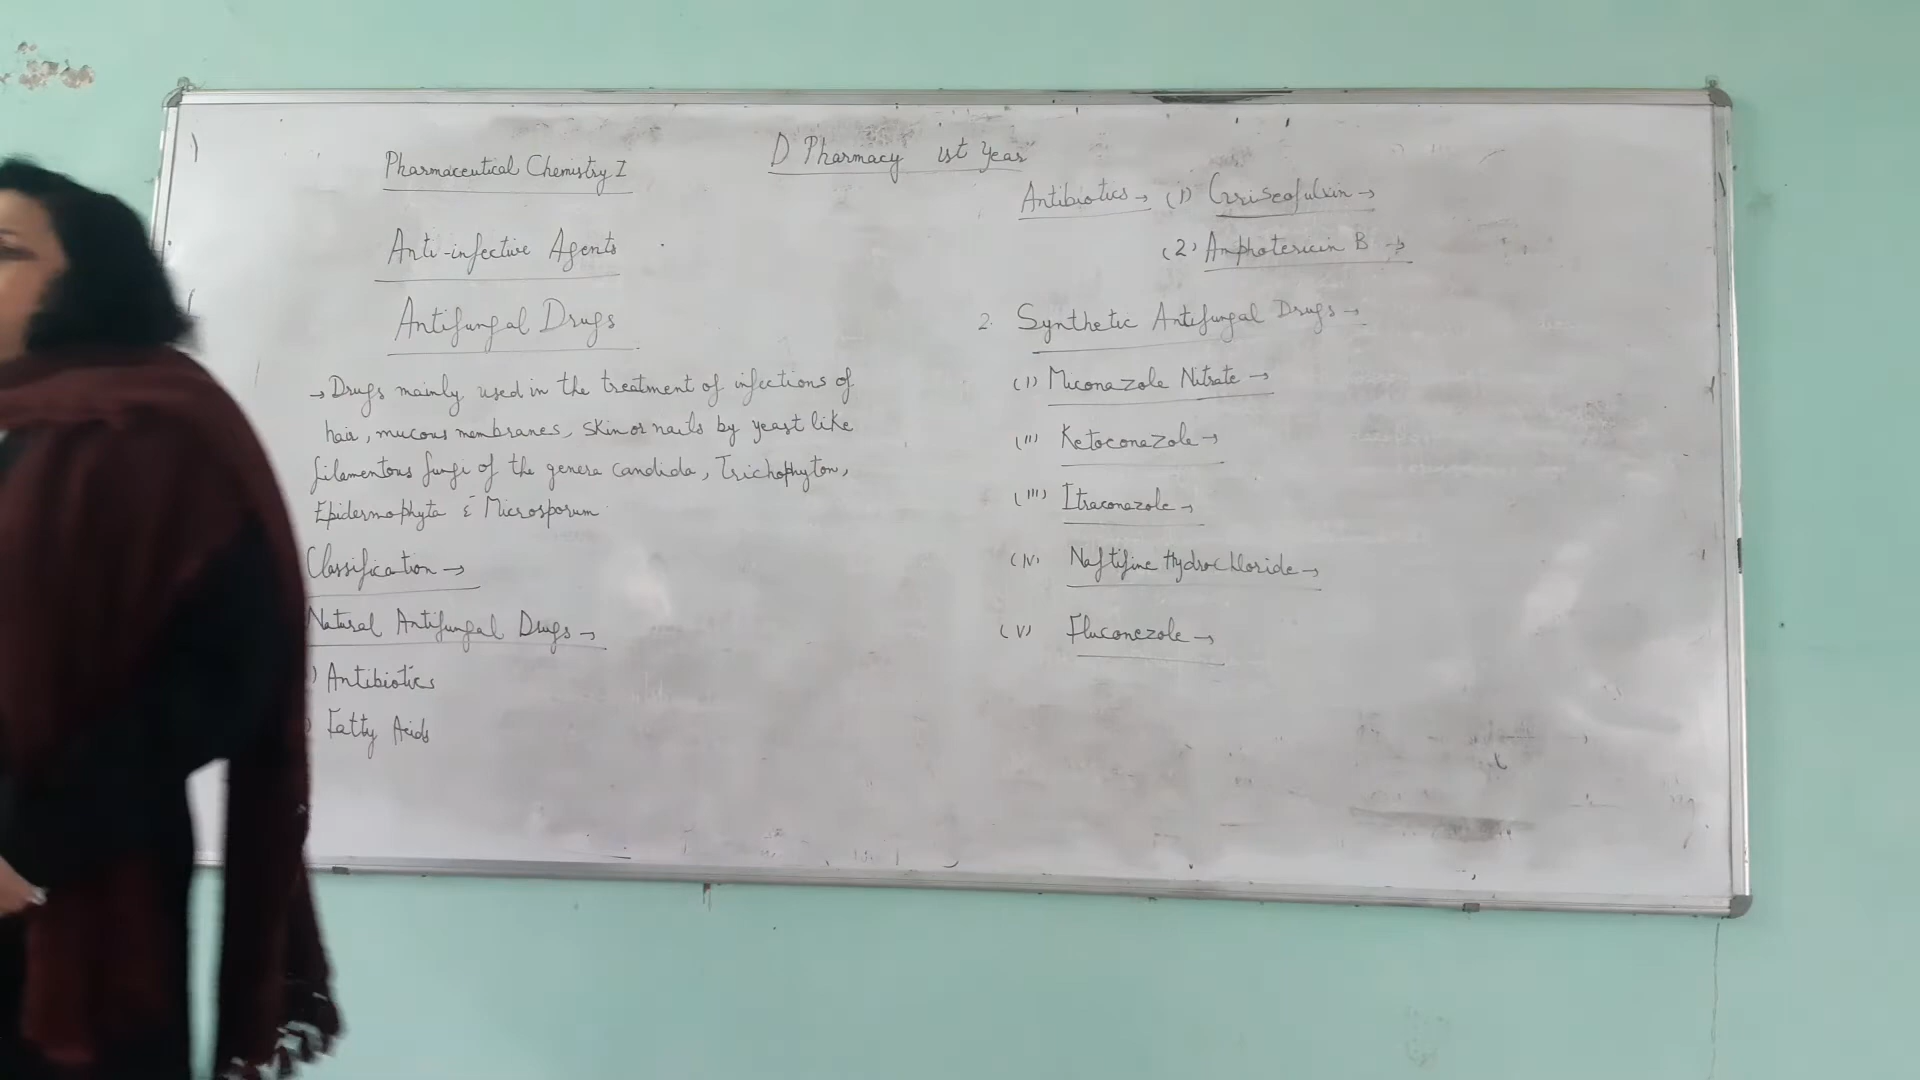 D Pharmacy ist Year
Pharmaceutical Chemistry I
Anti-infective Agents
Antifungal Drugs
→ Drugs mainly used in the treatment of infections of
hair, mucous membranes, skin or nails by yeast like
filamentous fungi of the genera candida, Trichophyton,
Epidermophyta & Microsporum
Classification →
Natural Antifungal Drugs →
) Antibiotics
) Fatty Acids
Antibiotics → (1) Griseofulvin →
(2) Amphotericin B →
2. Synthetic Antifungal Drugs →
(I) Miconazole Nitrate →
(II) Ketoconazole →
(III) Itraconazole →
(IV) Naftifine Hydrochloride →
(V) Fluconezole →